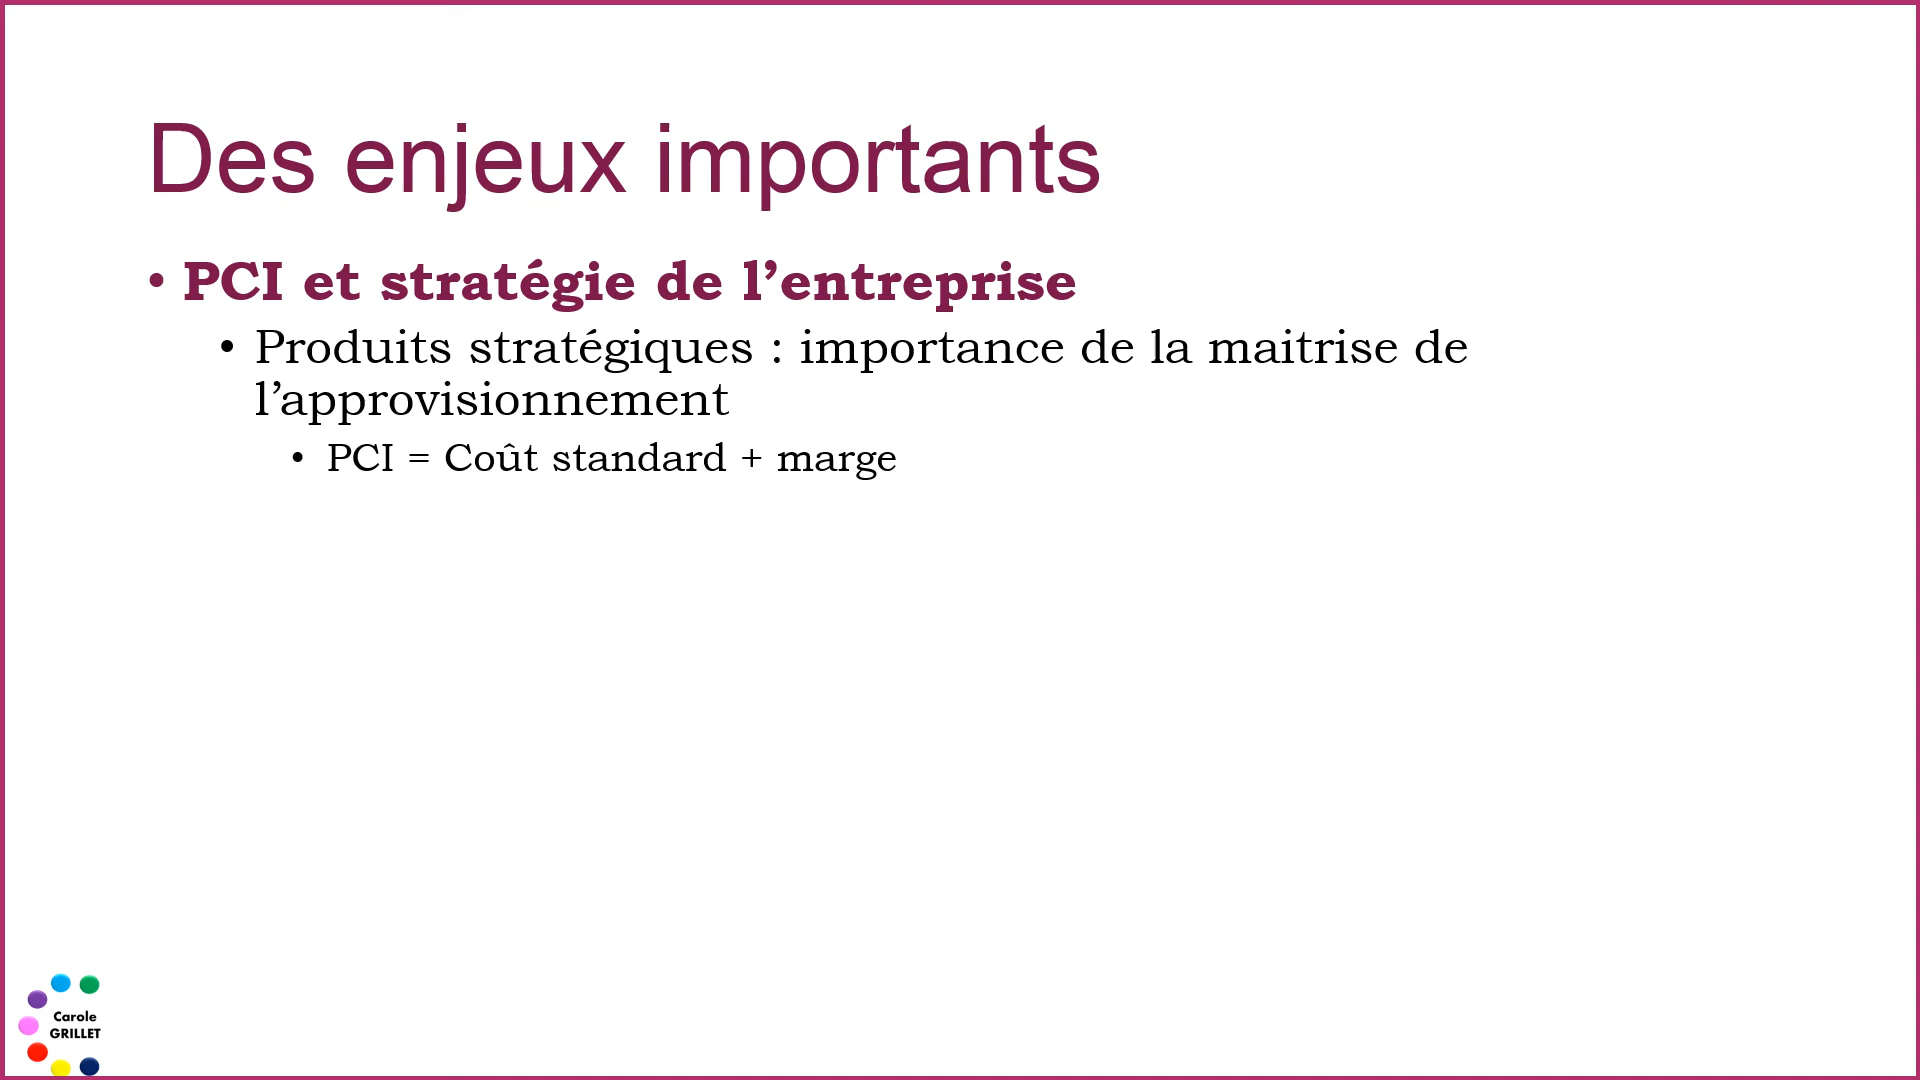 Des enjeux importants
• PCI et stratégie de l’entreprise
• Produits stratégiques : importance de la maitrise de
l’approvisionnement
• PCI = Coût standard + marge
Carole
GRILLET